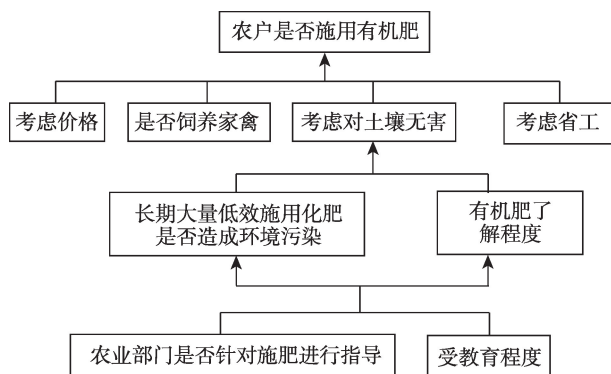 农户是否施用有机肥
考虑价格
是否饲养家禽
考虑对土壤无害
考虑省工
长期大量低效施用化肥
是否造成环境污染
有机肥了
解程度
农业部门是否针对施肥进行指导
受教育程度